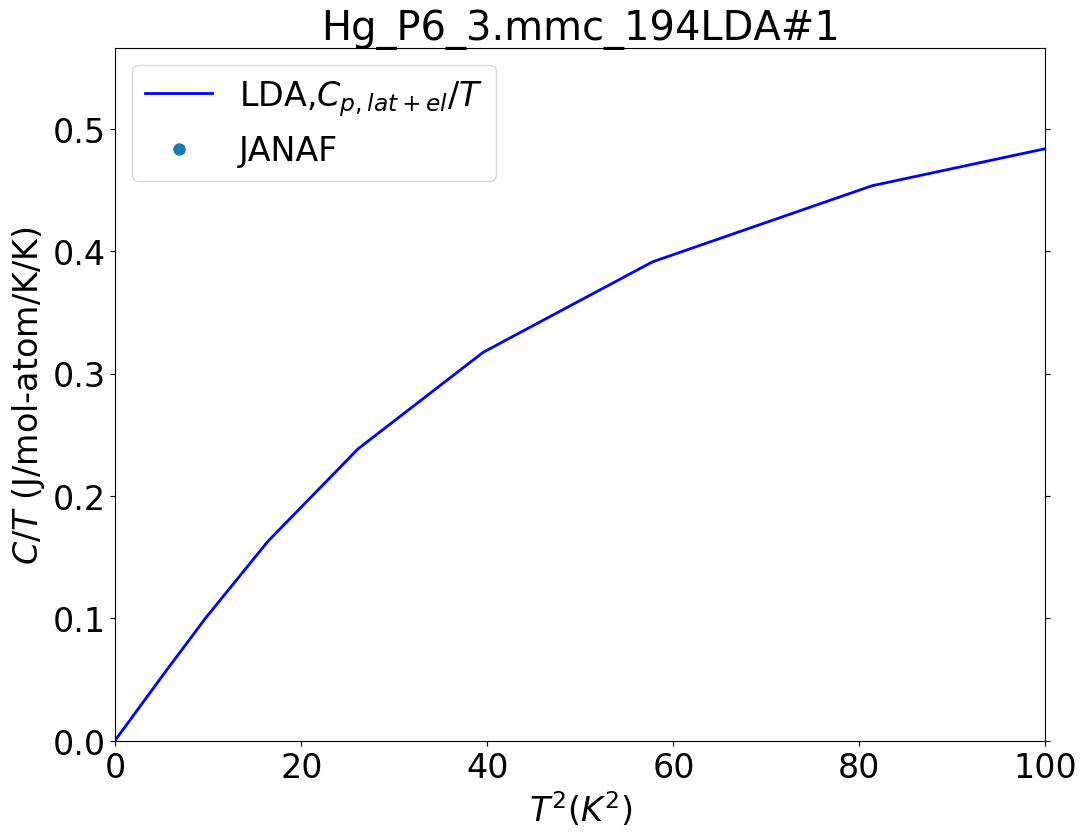 Hg_P6_3.mmc_194LDA#1
LDA,C_{p, lat+el}/T
JANAF
C/T (J/mol-atom/K/K)
0.5
0.4
0.3
0.2
0.1
0.0
0 20 40 60 80 100
T^2(K^2)